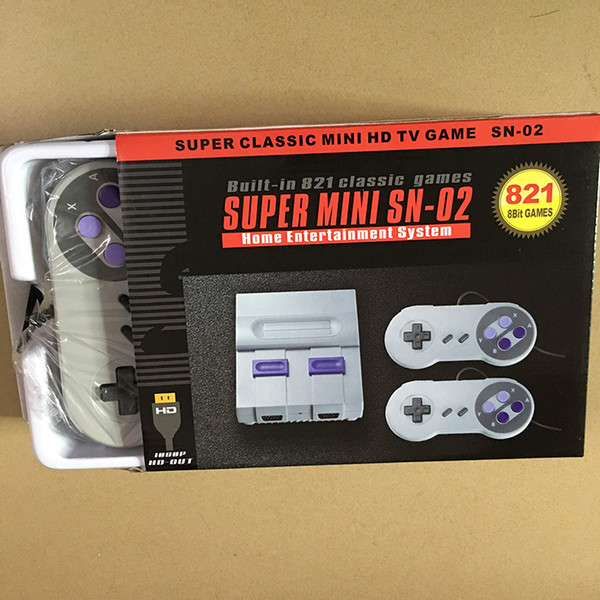 SUPER CLASSIC MINI HD TV GAME SN-02
Built-in 821 classic games
SUPER MINI SN-02
Home Entertainment System
821
8Bit GAMES
HD
1080P
HD-OUT
X
A
X
X